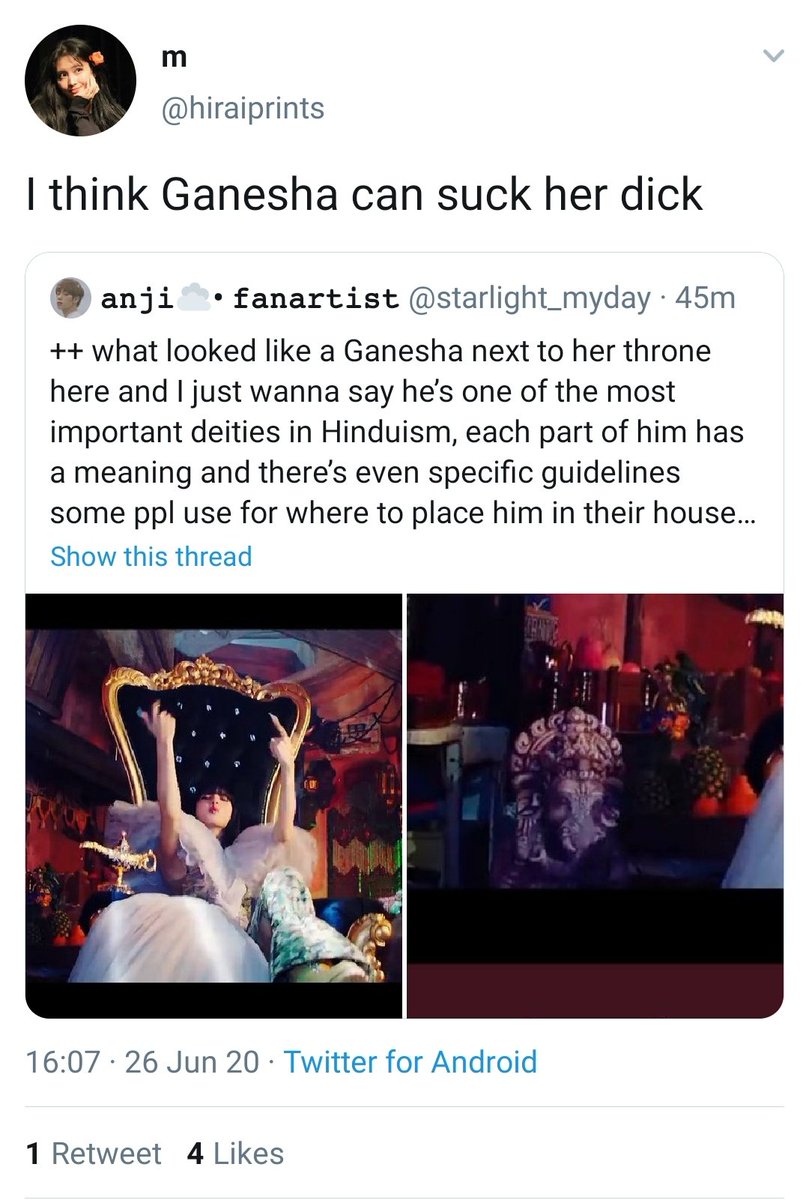 m
@hiraiprints
I think Ganesha can suck her dick
anji☁️• fanartist @starlight_myday · 45m
++ what looked like a Ganesha next to her throne
here and I just wanna say he’s one of the most
important deities in Hinduism, each part of him has
a meaning and there’s even specific guidelines
some ppl use for where to place him in their house...
Show this thread
16:07 · 26 Jun 20 · Twitter for Android
1 Retweet 4 Likes